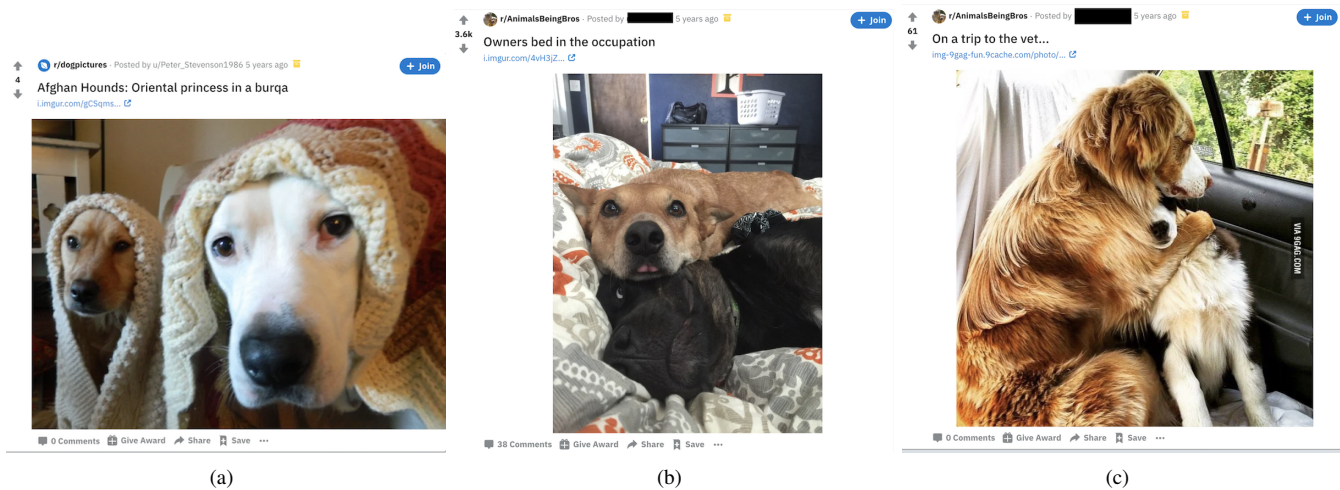 r/dogpictures · Posted by u/Peter_Stevenson1986 5 years ago
+ Join
4
Afghan Hounds: Oriental princess in a burqa
i.imgur.com/gCSqms...
0 Comments Give Award Share Save ...
(a)
r/AnimalsBeingBros · Posted by 5 years ago
+ Join
3.6k
Owners bed in the occupation
i.imgur.com/4vH3jZ...
38 Comments Give Award Share Save ...
(b)
r/AnimalsBeingBros · Posted by 5 years ago
+ Join
61
On a trip to the vet...
img-9gag-fun.9cache.com/photo/...
VIA 9GAG.COM
0 Comments Give Award Share Save ...
(c)